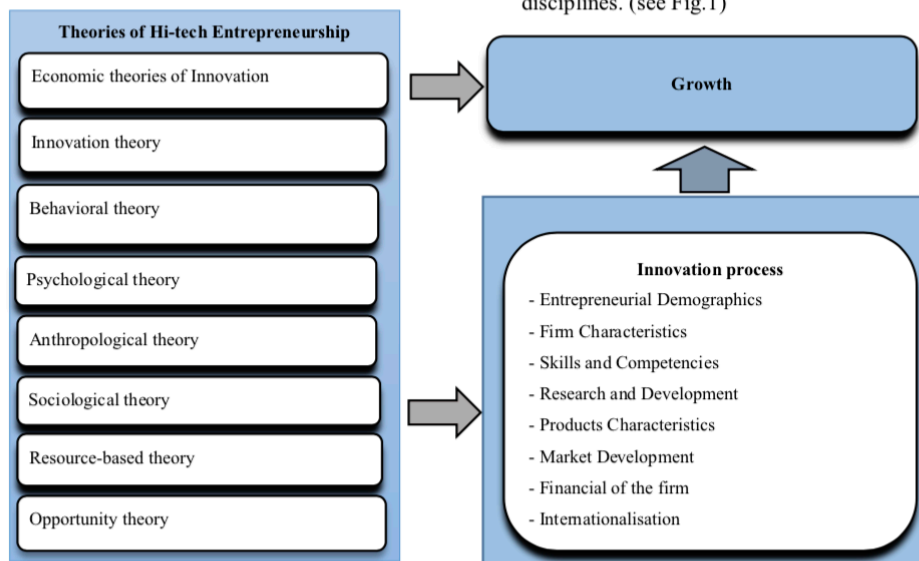 disciplines. (see Fig.1)
Theories of Hi-tech Entrepreneurship
Economic theories of Innovation
Innovation theory
Behavioral theory
Psychological theory
Anthropological theory
Sociological theory
Resource-based theory
Opportunity theory
Growth
Innovation process
- Entrepreneurial Demographics
- Firm Characteristics
- Skills and Competencies
- Research and Development
- Products Characteristics
- Market Development
- Financial of the firm
- Internationalisation